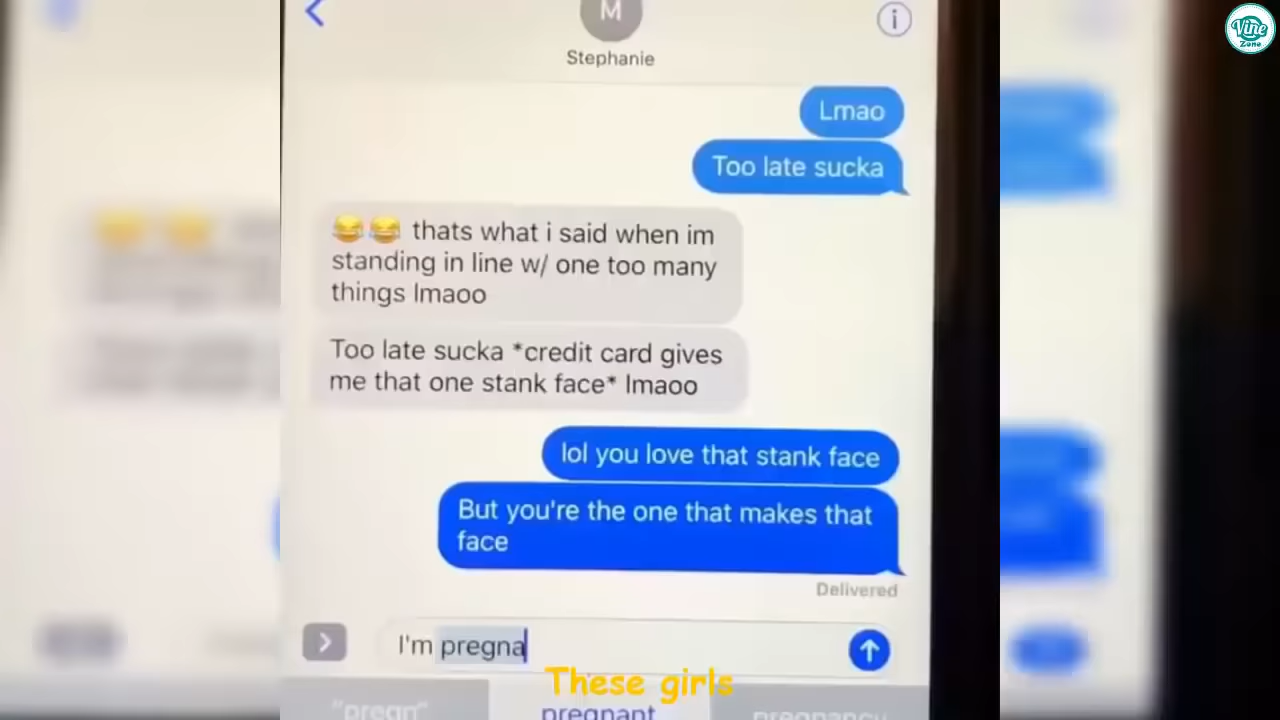 Vine
Zone
M
Stephanie
Lmao
Too late sucka
😂😂 thats what i said when im
standing in line w/ one too many
things lmaoo
Too late sucka *credit card gives
me that one stank face* lmaoo
lol you love that stank face
But you're the one that makes that
face
Delivered
I'm pregna
These girls
"pregn" pregnant pregnancy